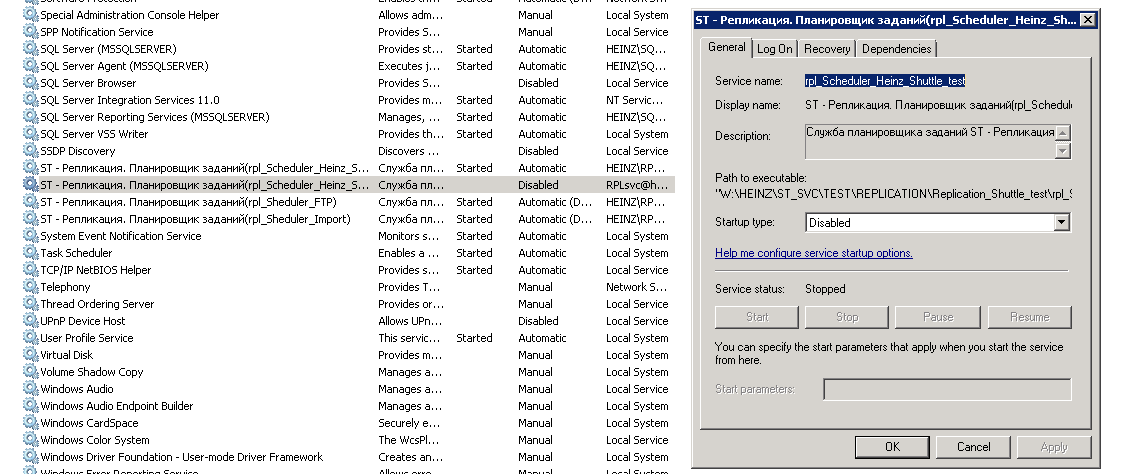 Special Administration Console Helper Allows adm... Manual Local System
SPP Notification Service Provides S... Manual Local Service
SQL Server (MSSQLSERVER) Provides st... Started Automatic HEINZ\SQ...
SQL Server Agent (MSSQLSERVER) Executes j... Started Automatic HEINZ\SQ...
SQL Server Browser Provides S... Disabled Local Service
SQL Server Integration Services 11.0 Provides m... Started Automatic NT Servic...
SQL Server Reporting Services (MSSQLSERVER) Manages, ... Started Automatic HEINZ\SQ...
SQL Server VSS Writer Provides th... Started Automatic Local System
SSDP Discovery Discovers ... Disabled Local Service
ST - Репликация. Планировщик заданий(rpl_Scheduler_Heinz_S... Служба пл... Started Automatic HEINZ\RP...
ST - Репликация. Планировщик заданий(rpl_Scheduler_Heinz_S... Служба пл... Disabled RPLsvc@h...
ST - Репликация. Планировщик заданий(rpl_Sheduler_FTP) Служба пл... Started Automatic (D... HEINZ\RP...
ST - Репликация. Планировщик заданий(rpl_Sheduler_Import) Служба пл... Started Automatic (D... HEINZ\RP...
System Event Notification Service Monitors s... Started Automatic Local System
Task Scheduler Enables a ... Started Automatic Local System
TCP/IP NetBIOS Helper Provides s... Started Automatic Local Service
Telephony Provides T... Manual Network S...
Thread Ordering Server Provides or... Manual Local Service
UPnP Device Host Allows UPn... Disabled Local Service
User Profile Service This servic... Started Automatic Local System
Virtual Disk Provides m... Manual Local System
Volume Shadow Copy Manages a... Manual Local System
Windows Audio Manages a... Manual Local Service
Windows Audio Endpoint Builder Manages a... Manual Local System
Windows CardSpace Securely e... Manual Local System
Windows Color System The WcsPl... Manual Local Service
Windows Driver Foundation - User-mode Driver Framework Creates an... Manual Local System
ST - Репликация. Планировщик заданий(rpl_Scheduler_Heinz_Sh...
General Log On Recovery Dependencies
Service name: rpl_Scheduler_Heinz_Shuttle_test
Display name: ST - Репликация. Планировщик заданий(rpl_Schedul
Description: Служба планировщика заданий ST - Репликация
Path to executable:
"W:\HEINZ\ST_SVC\TEST\REPLICATION\Replication_Shuttle_test\rpl_S
Startup type: Disabled
Help me configure service startup options.
Service status: Stopped
Start Stop Pause Resume
You can specify the start parameters that apply when you start the service
from here.
Start parameters:
OK Cancel Apply